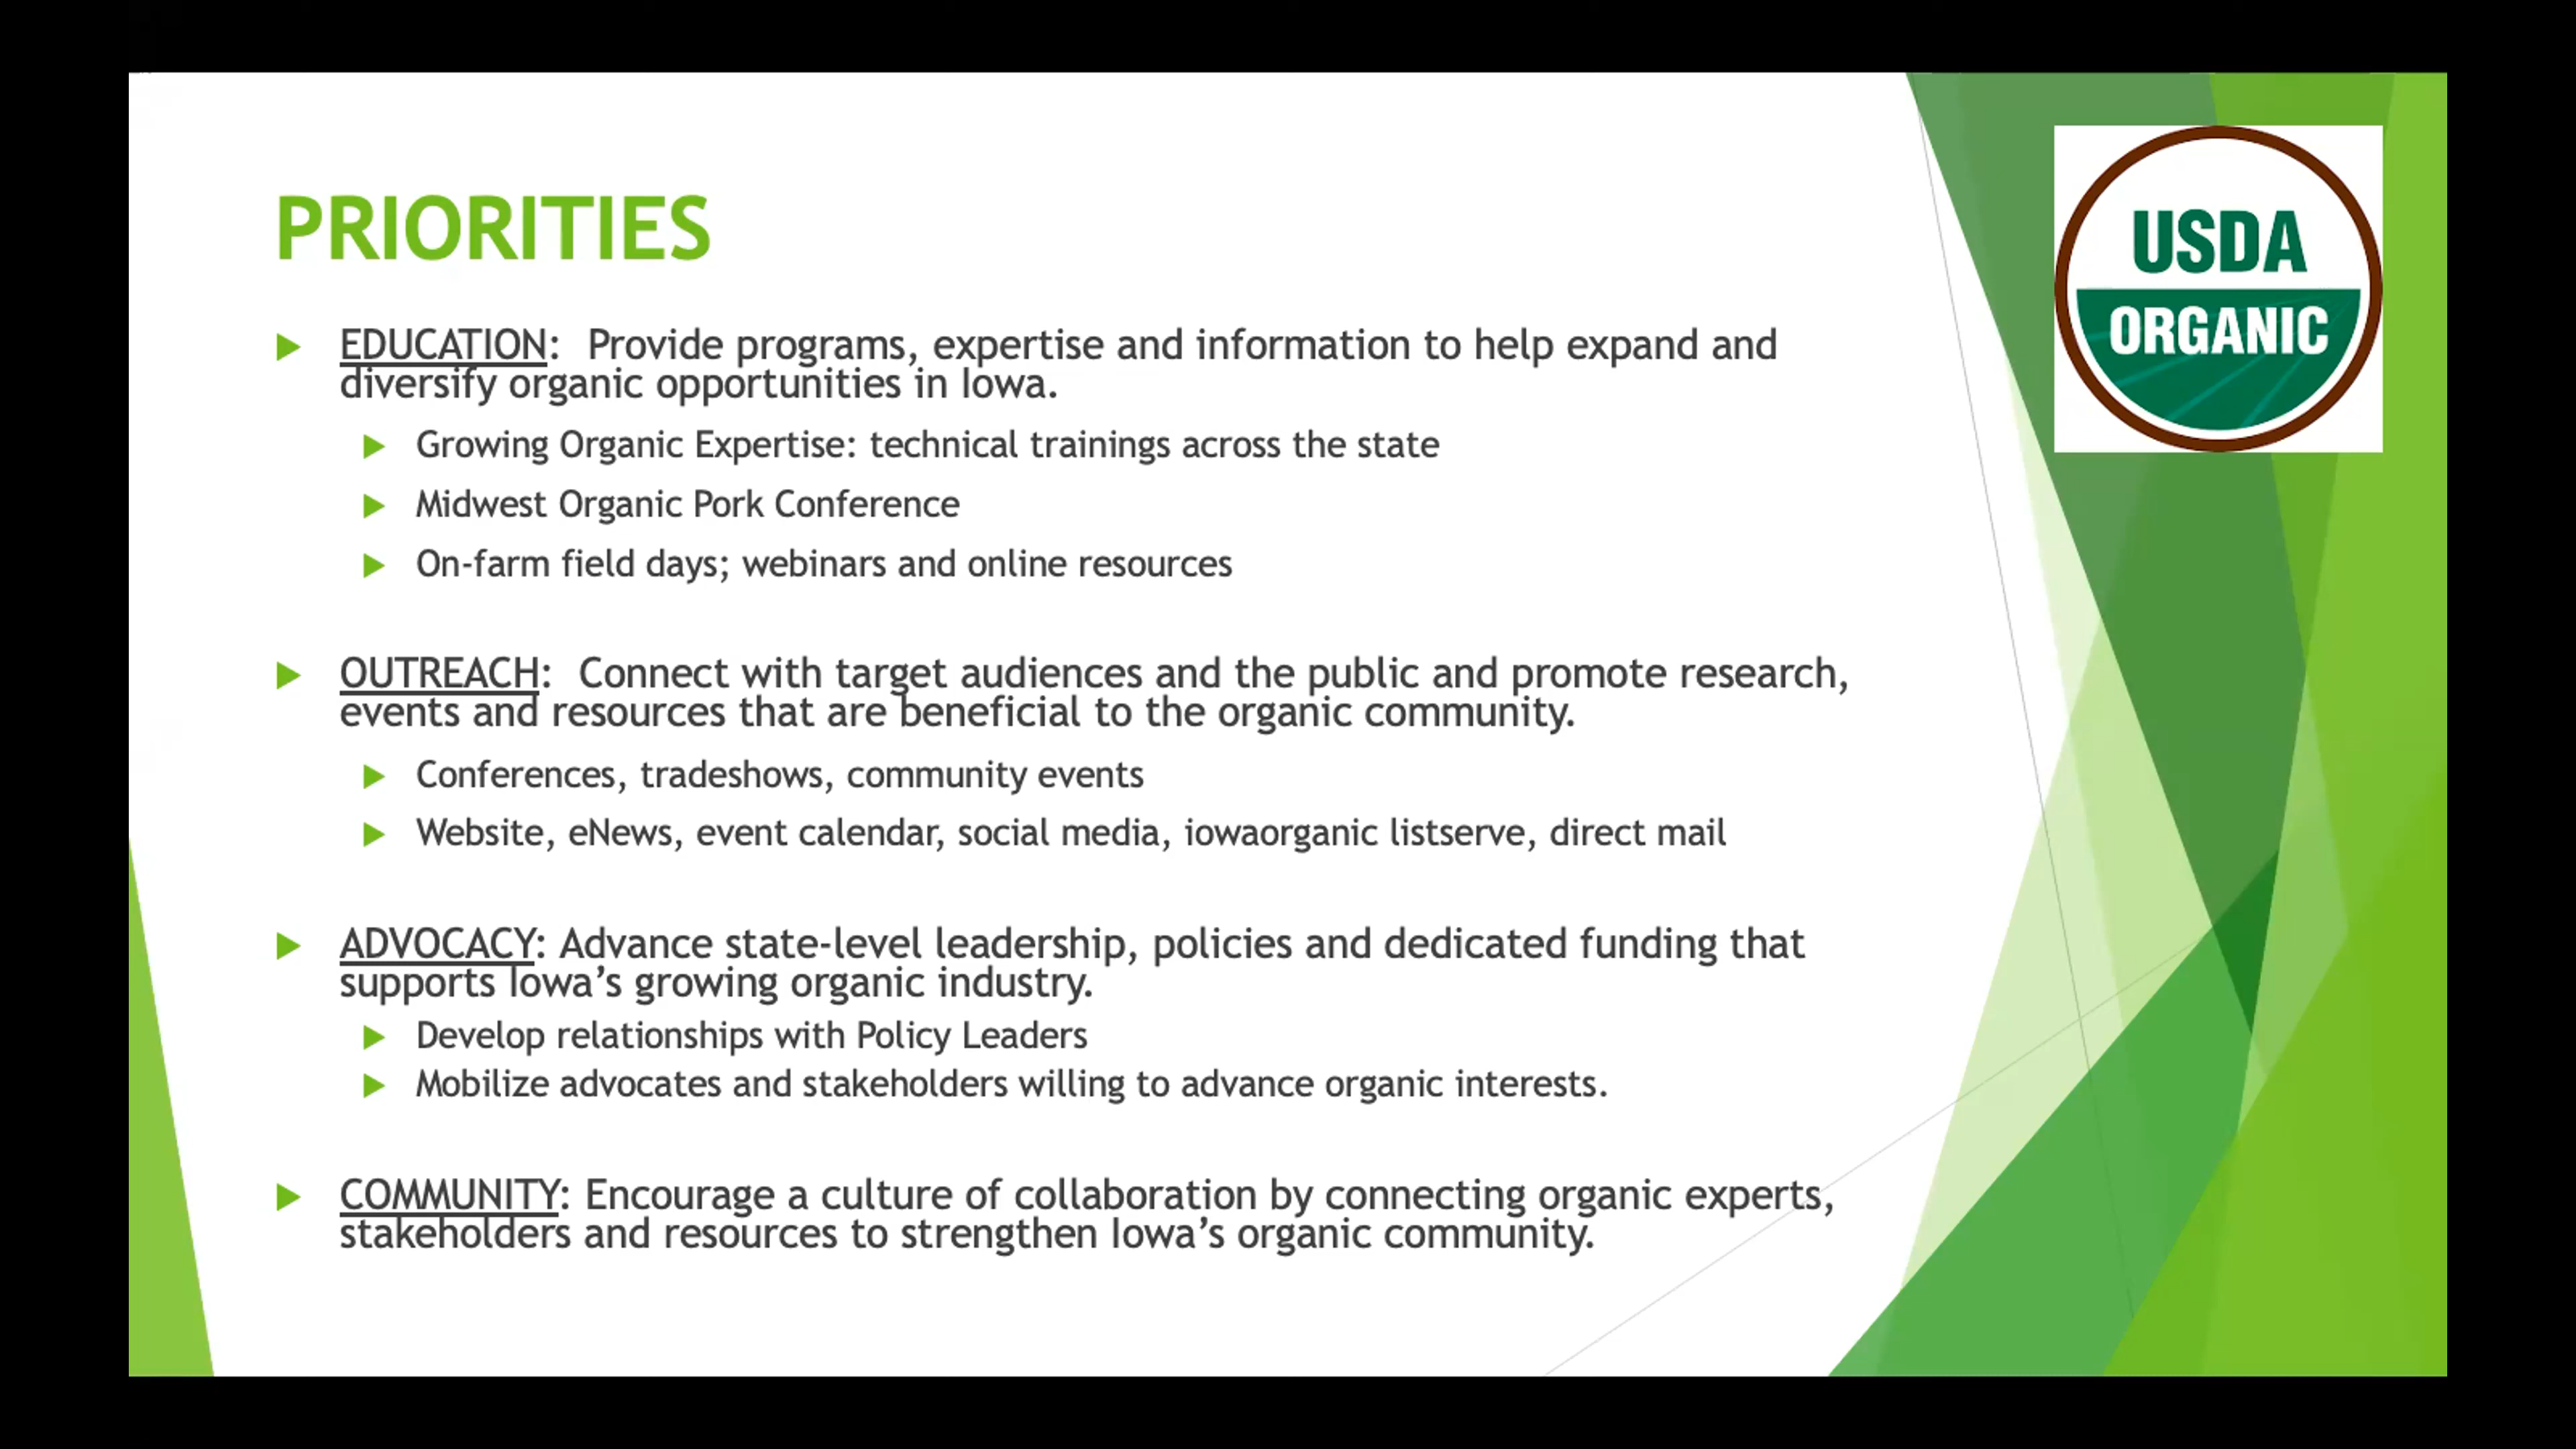 PRIORITIES
USDA
ORGANIC
EDUCATION:  Provide programs, expertise and information to help expand and
diversify organic opportunities in Iowa.
Growing Organic Expertise: technical trainings across the state
Midwest Organic Pork Conference
On-farm field days; webinars and online resources
OUTREACH:  Connect with target audiences and the public and promote research,
events and resources that are beneficial to the organic community.
Conferences, tradeshows, community events
Website, eNews, event calendar, social media, iowaorganic listserve, direct mail
ADVOCACY: Advance state-level leadership, policies and dedicated funding that
supports Iowa’s growing organic industry.
Develop relationships with Policy Leaders
Mobilize advocates and stakeholders willing to advance organic interests.
COMMUNITY: Encourage a culture of collaboration by connecting organic experts,
stakeholders and resources to strengthen Iowa’s organic community.